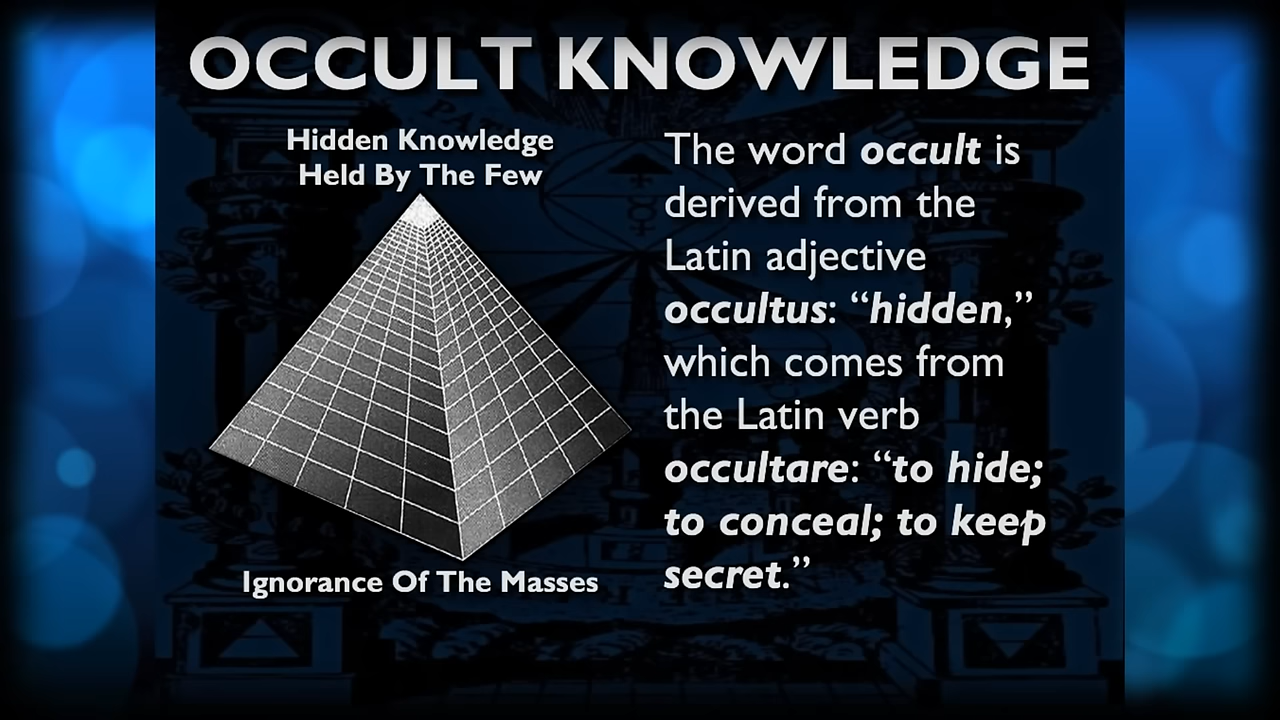 OCCULT KNOWLEDGE
Hidden Knowledge
Held By The Few
Ignorance Of The Masses
The word occult is
derived from the
Latin adjective
occultus: “hidden,”
which comes from
the Latin verb
occultare: “to hide;
to conceal; to keep
secret.”